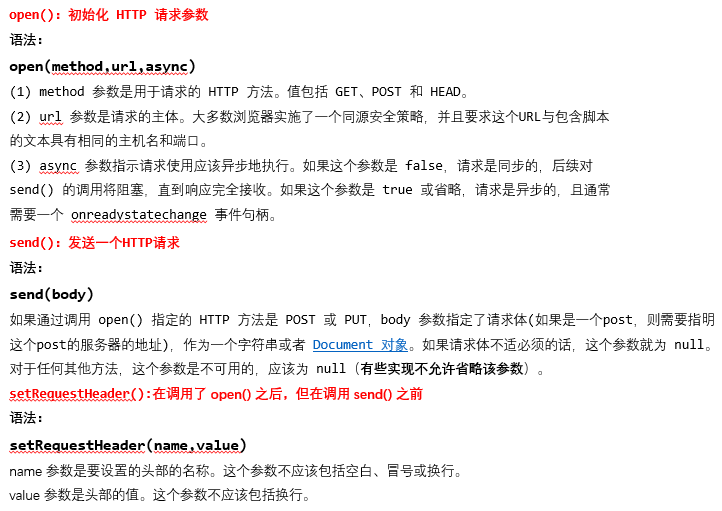 open()：初始化 HTTP 请求参数
语法：
open(method,url,async)
(1) method 参数是用于请求的 HTTP 方法。值包括 GET、POST 和 HEAD。
(2) url 参数是请求的主体。大多数浏览器实施了一个同源安全策略，并且要求这个URL与包含脚本
的文本具有相同的主机名和端口。
(3) async 参数指示请求使用应该异步地执行。如果这个参数是 false，请求是同步的，后续对
send() 的调用将阻塞，直到响应完全接收。如果这个参数是 true 或省略，请求是异步的，且通常
需要一个 onreadystatechange 事件句柄。
send()：发送一个HTTP请求
语法：
send(body)
如果通过调用 open() 指定的 HTTP 方法是 POST 或 PUT，body 参数指定了请求体(如果是一个post，则需要指明
这个post的服务器的地址)，作为一个字符串或者 Document 对象。如果请求体不适必须的话，这个参数就为 null。
对于任何其他方法，这个参数是不可用的，应该为 null（有些实现不允许省略该参数）。
setRequestHeader():在调用了 open() 之后，但在调用 send() 之前
语法：
setRequestHeader(name,value)
name 参数是要设置的头部的名称。这个参数不应该包括空白、冒号或换行。
value 参数是头部的值。这个参数不应该包括换行。